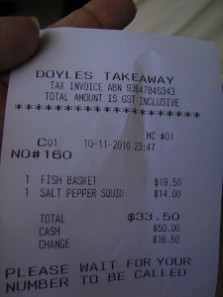 DOYLES TAKEAWAY
TAX INVOICE ABN 93647846343
TOTAL AMOUNT IS GST INCLUSIVE
******************************
MC #01
C01 10-11-2010 23:47
NO#160
1 FISH BASKET $19.50
1 SALT PEPPER SQUID $14.00
TOTAL $33.50
CASH $50.00
CHANGE $16.50
PLEASE WAIT FOR YOUR
NUMBER TO BE CALLED